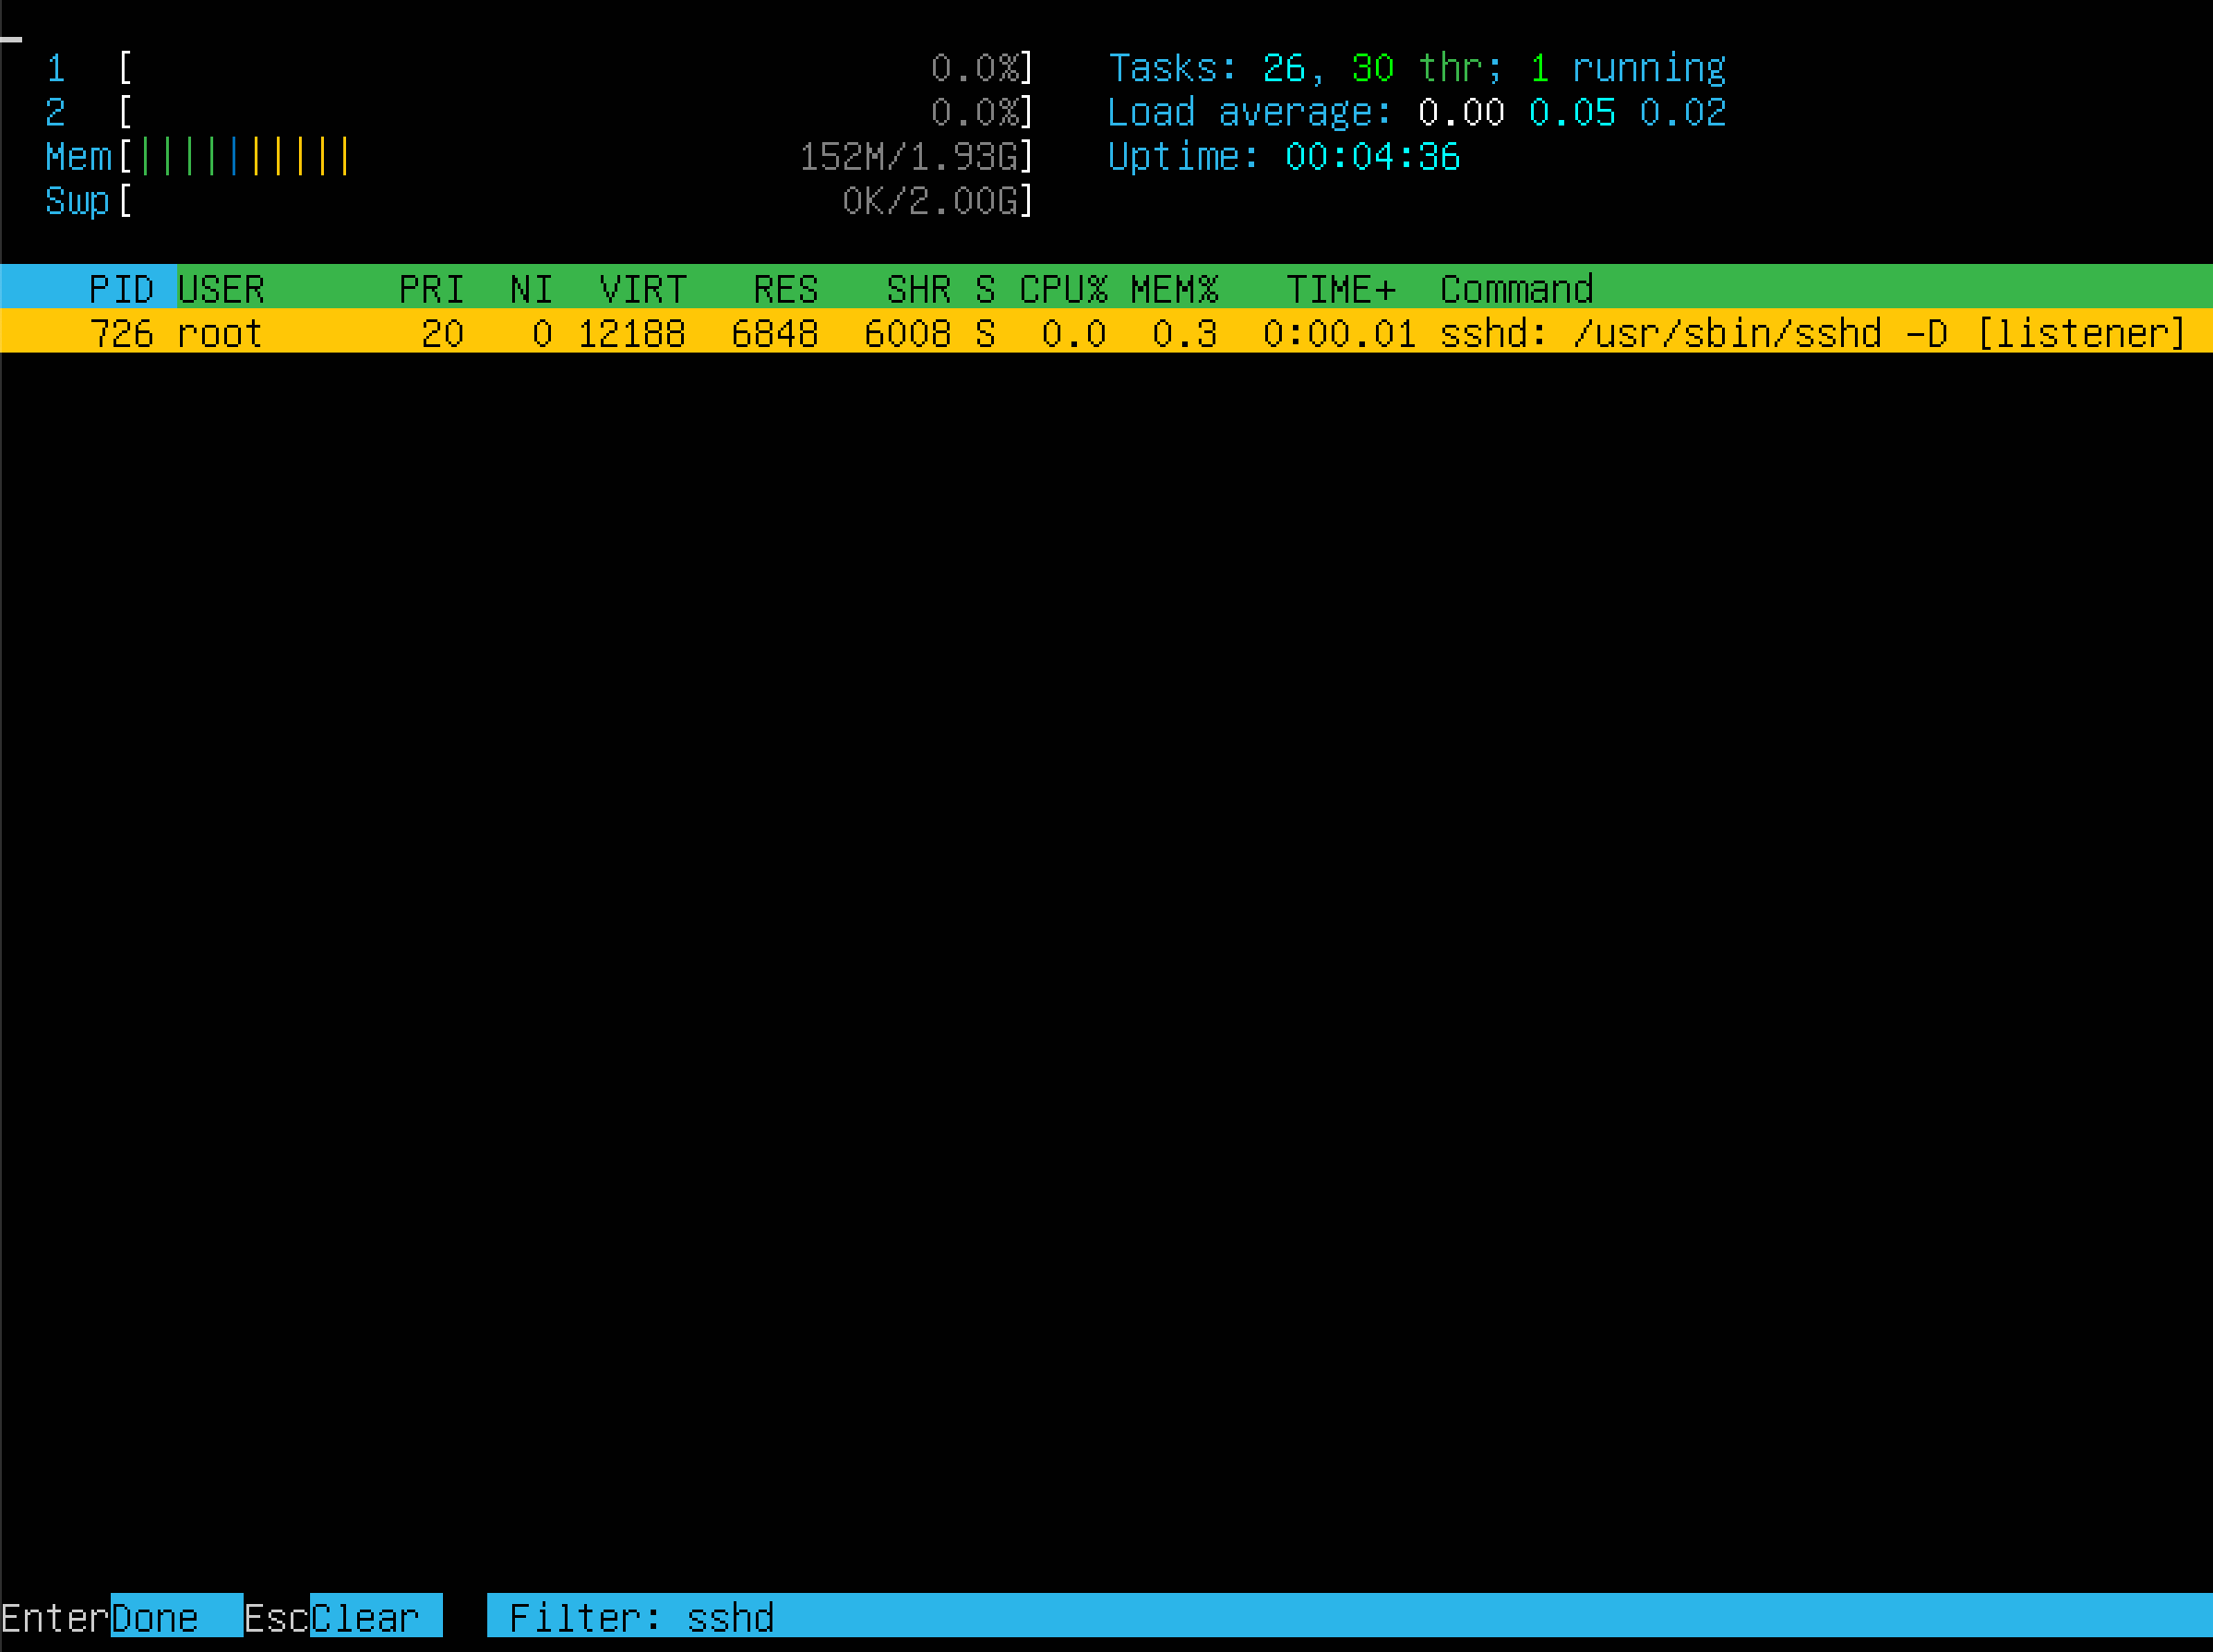 1 [ 0.0%] Tasks: 26, 30 thr; 1 running
2 [ 0.0%] Load average: 0.00 0.05 0.02
Mem[|||||||||| 152M/1.93G] Uptime: 00:04:36
Swp[ 0K/2.00G]
PID USER PRI NI VIRT RES SHR S CPU% MEM% TIME+ Command
726 root 20 0 12188 6848 6008 S 0.0 0.3 0:00.01 sshd: /usr/sbin/sshd -D [listener]
EnterDone EscClear Filter: sshd